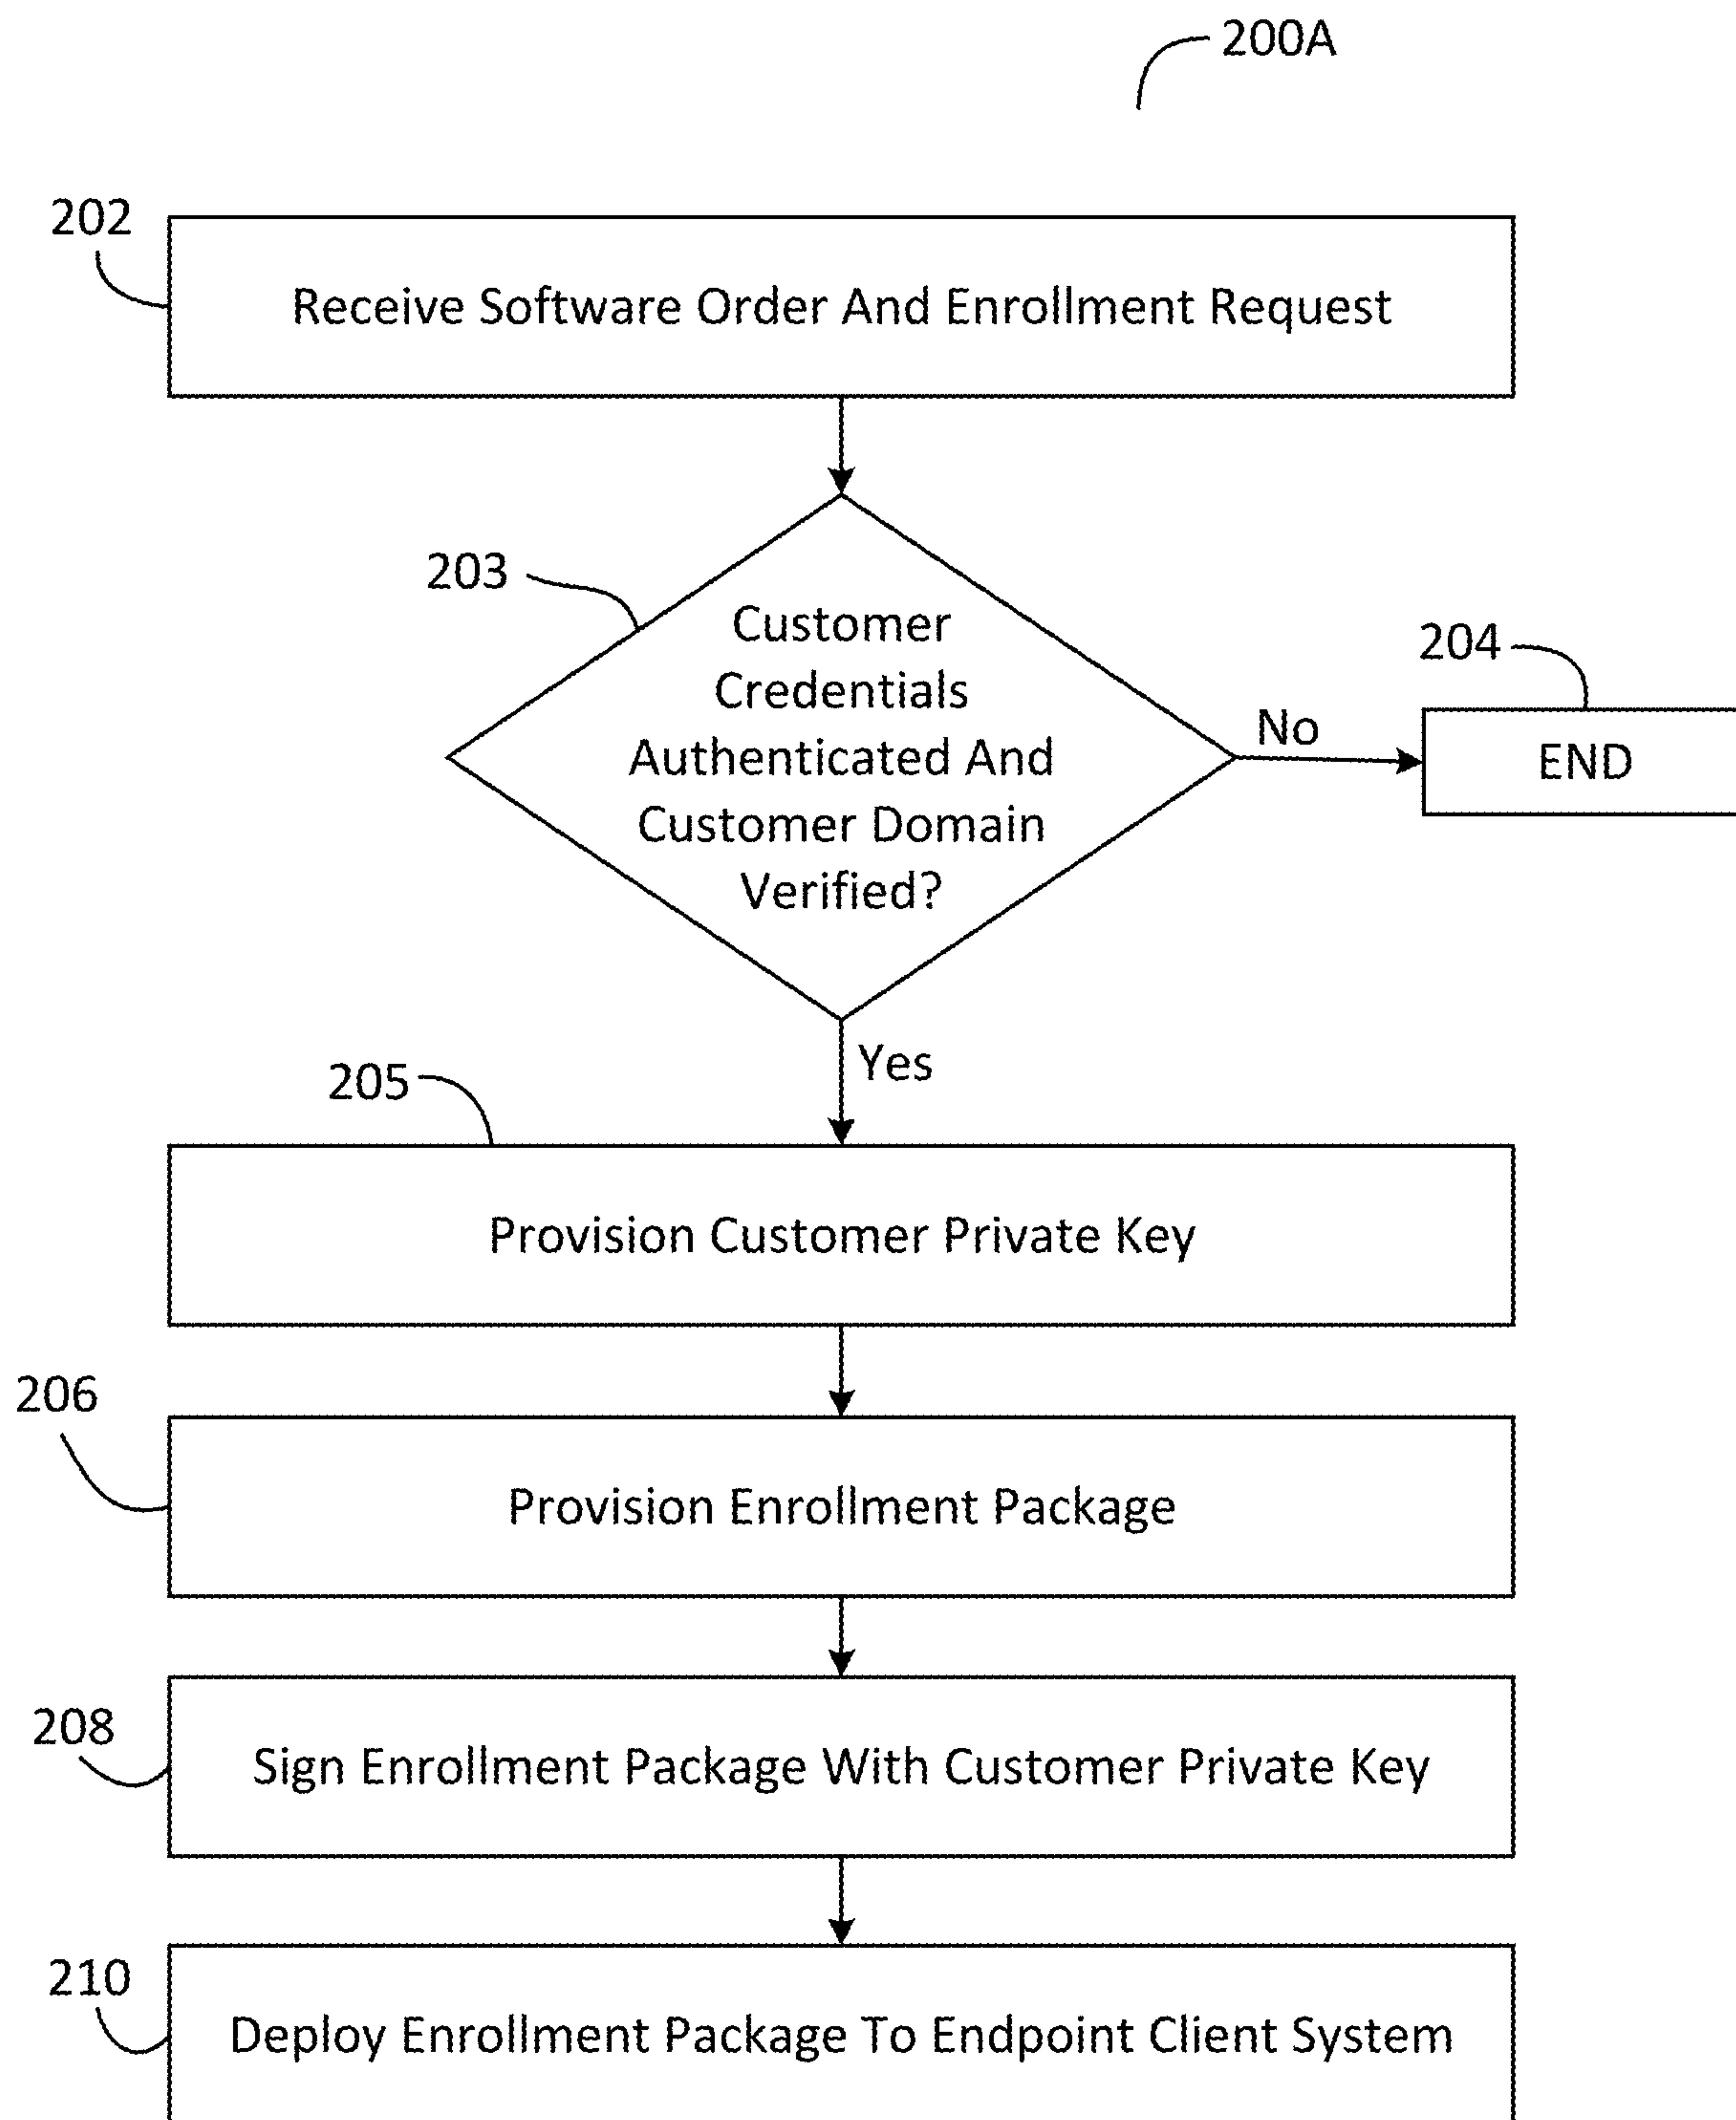 200A
202
Receive Software Order And Enrollment Request
203
Customer
Credentials
Authenticated And
Customer Domain
Verified?
No
204
END
Yes
205
Provision Customer Private Key
206
Provision Enrollment Package
208
Sign Enrollment Package With Customer Private Key
210
Deploy Enrollment Package To Endpoint Client System